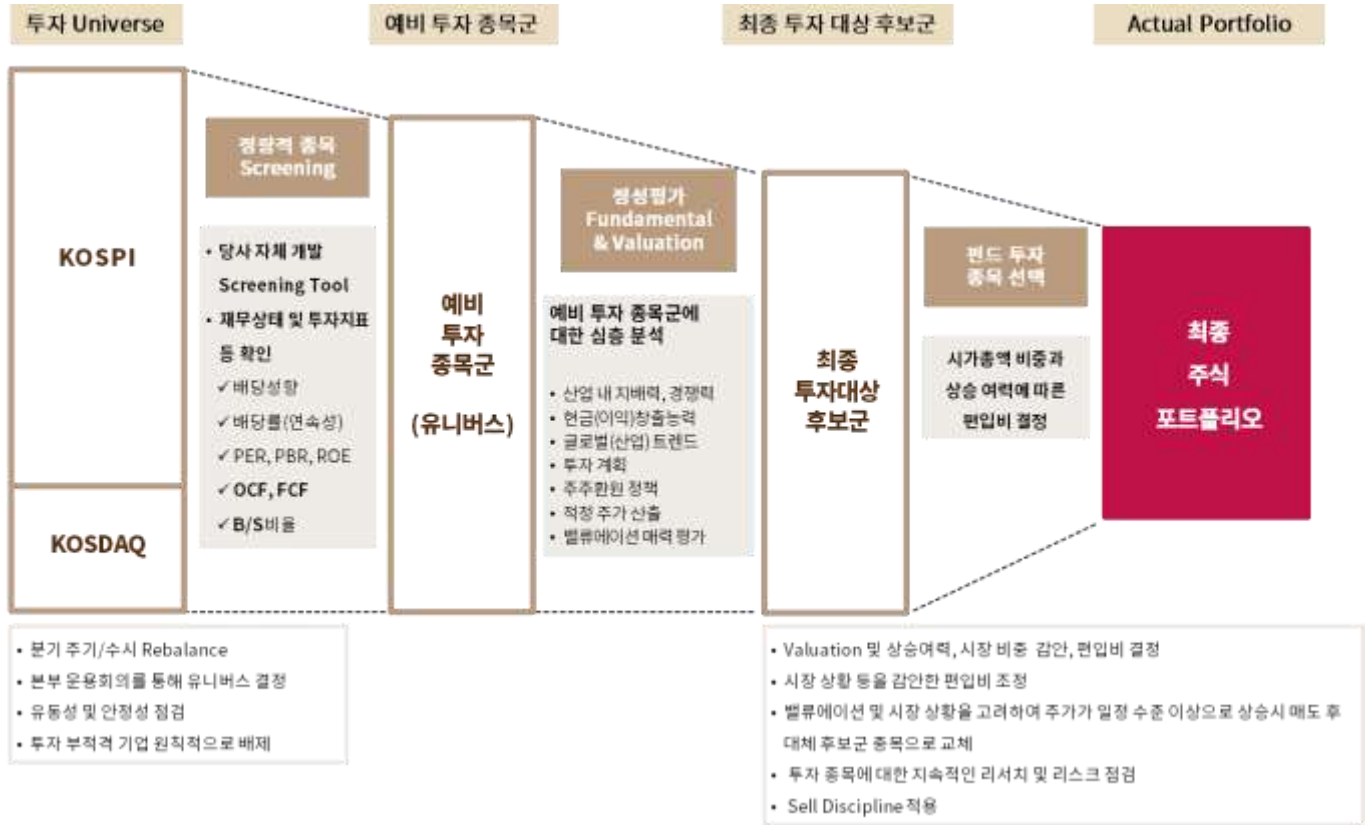 투자 Universe
예비 투자 종목군
최종 투자 대상 후보군
Actual Portfolio
KOSPI
KOSDAQ
정량적 종목
Screening
• 당사 자체 개발
Screening Tool
• 재무상태 및 투자지표
등 확인
✓ 배당성향
✓ 배당률(연속성)
✓ PER, PBR, ROE
✓ OCF, FCF
✓ B/S비율
예비
투자
종목군
(유니버스)
정성평가
Fundamental
& Valuation
예비 투자 종목군에
대한 심층 분석
• 산업 내 지배력, 경쟁력
• 현금(이익)창출능력
• 글로벌(산업) 트렌드
• 투자 계획
• 주주환원 정책
• 적정 주가 산출
• 밸류에이션 매력 평가
최종
투자대상
후보군
펀드 투자
종목 선택
시가총액 비중과
상승 여력에 따른
편입비 결정
최종
주식
포트폴리오
• 분기 주기/수시 Rebalance
• 본부 운용회의를 통해 유니버스 결정
• 유동성 및 안정성 점검
• 투자 부적격 기업 원칙적으로 배제
• Valuation 및 상승여력, 시장 비중 감안, 편입비 결정
• 시장 상황 등을 감안한 편입비 조정
• 밸류에이션 및 시장 상황을 고려하여 주가가 일정 수준 이상으로 상승시 매도 후
대체 후보군 종목으로 교체
• 투자 종목에 대한 지속적인 리서치 및 리스크 점검
• Sell Discipline 적용